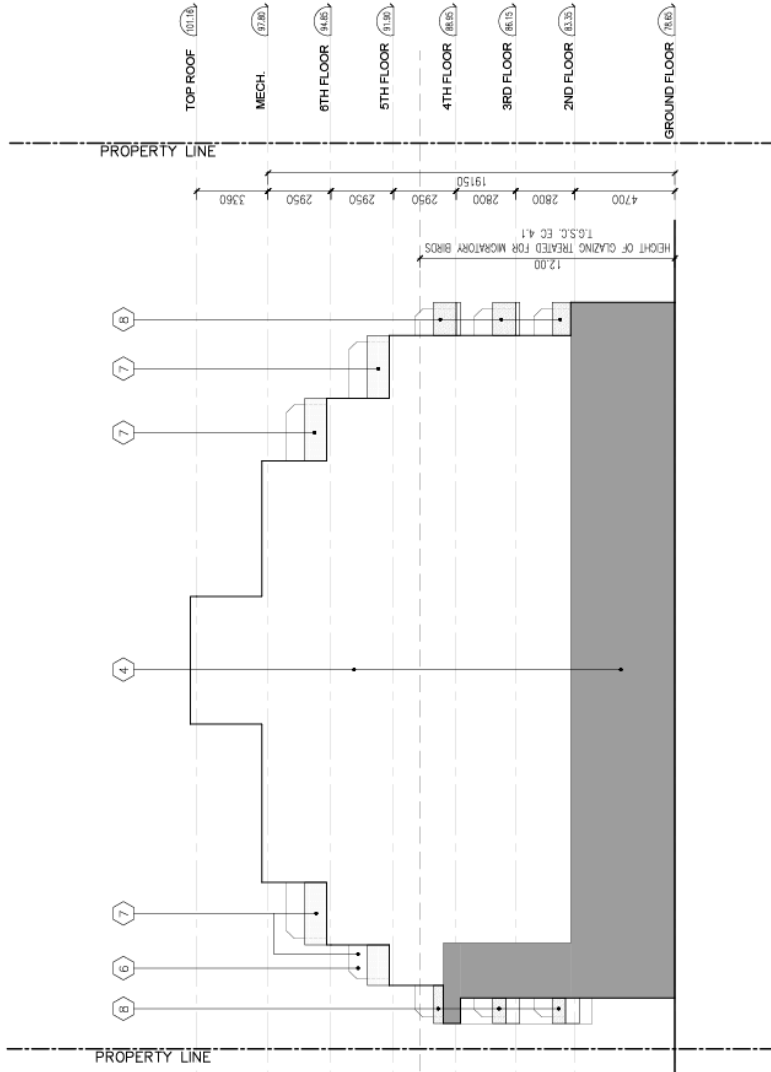 101.16
97.80
94.85
91.90
88.95
86.15
83.35
78.65
TOP ROOF
MECH.
6TH FLOOR
5TH FLOOR
4TH FLOOR
3RD FLOOR
2ND FLOOR
GROUND FLOOR
PROPERTY LINE
19150
3360
2950
2950
2950
2800
2800
4700
HEIGHT OF GLAZING TREATED FOR MIGRATORY BIRDS
T.G.S.C. EC 4.1
12.00
8
7
7
4
7
6
8
PROPERTY LINE